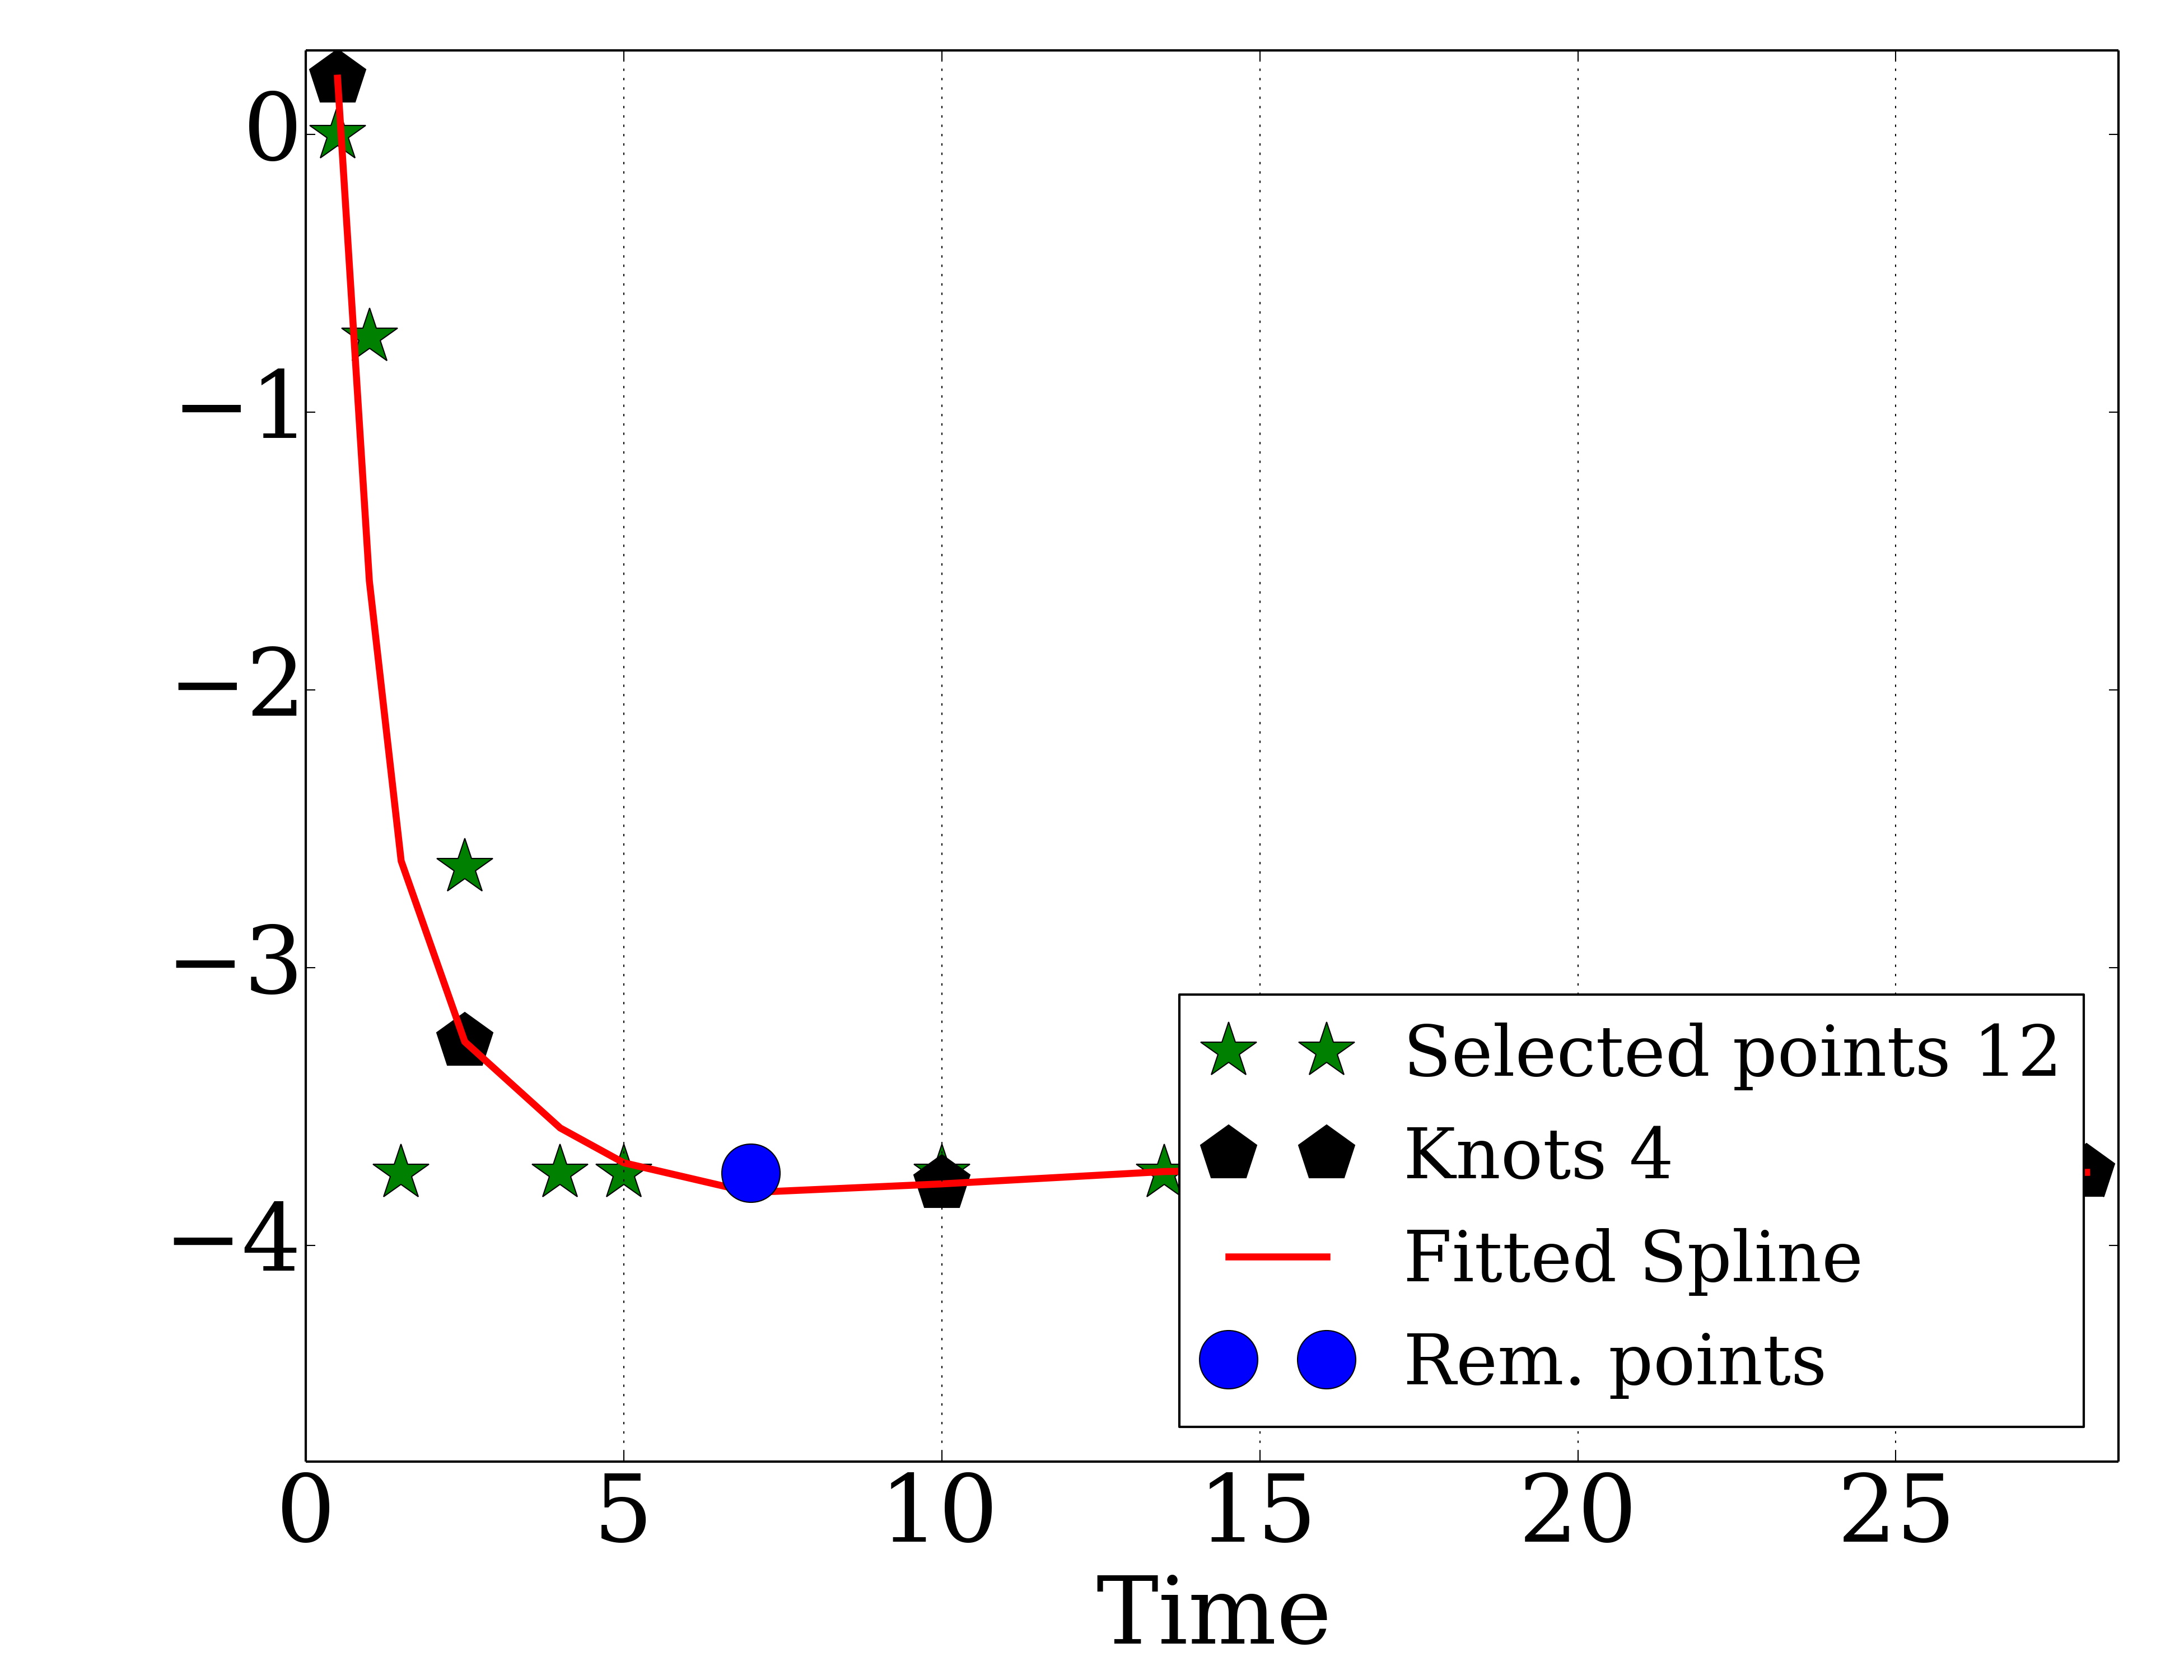 0
−1
−2
−3
−4
Selected points 12
Knots 4
Fitted Spline
Rem. points
0 5 10 15 20 25
Time